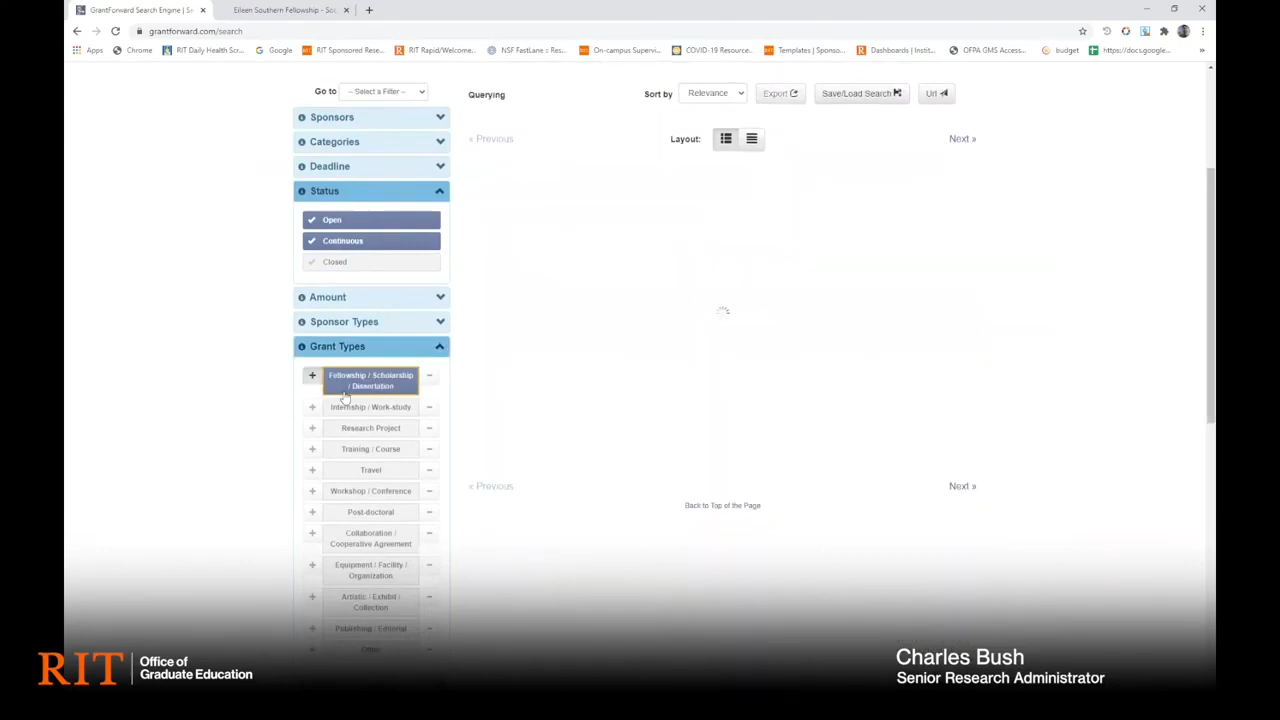 GrantForward Search Engine | S
Eileen Southern Fellowship - Soc
grantforward.com/search
Apps
Chrome
RIT Daily Health Scr...
Google
RIT Sponsored Rese...
RIT Rapid/Welcome...
NSF FastLane :: Res...
On-campus Supervi...
COVID-19 Resource...
Templates | Sponso...
Dashboards | Instit...
OFPA GMS Access...
budget
https://docs.google...
Go to
-- Select a Filter --
Querying
Sort by
Relevance
Export
Save/Load Search
Url
Sponsors
Categories
« Previous
Layout:
Next »
Deadline
Status
Open
Continuous
Closed
Amount
Sponsor Types
Grant Types
Fellowship / Scholarship
/ Dissertation
Internship / Work-study
Research Project
Training / Course
Travel
Workshop / Conference
« Previous
Next »
Back to Top of the Page
Post-doctoral
Collaboration /
Cooperative Agreement
Equipment / Facility /
Organization
Artistic / Exhibit /
Collection
Publishing / Editorial
Other
RIT
Office of
Graduate Education
Charles Bush
Senior Research Administrator